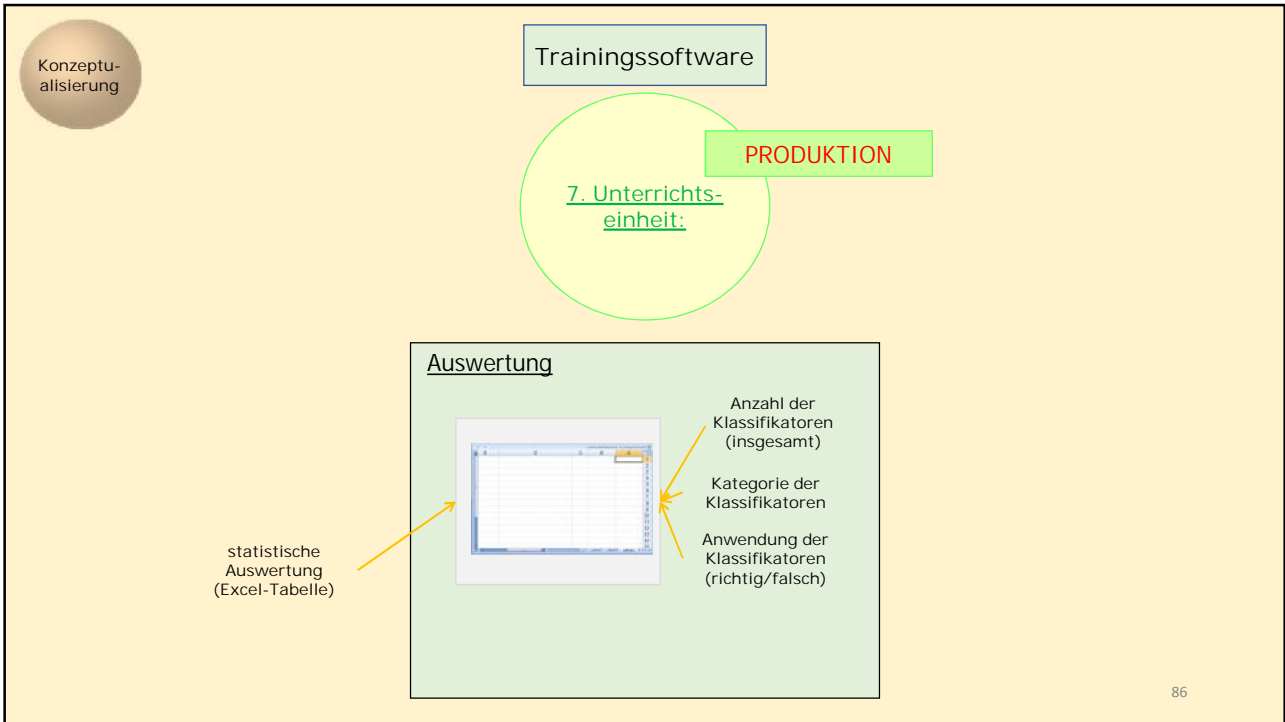 Konzeptu-
alisierung
Trainingssoftware
PRODUKTION
7. Unterrichts-
einheit:
Auswertung
Anzahl der
Klassifikatoren
(insgesamt)
Kategorie der
Klassifikatoren
Anwendung der
Klassifikatoren
(richtig/falsch)
statistische
Auswertung
(Excel-Tabelle)
86